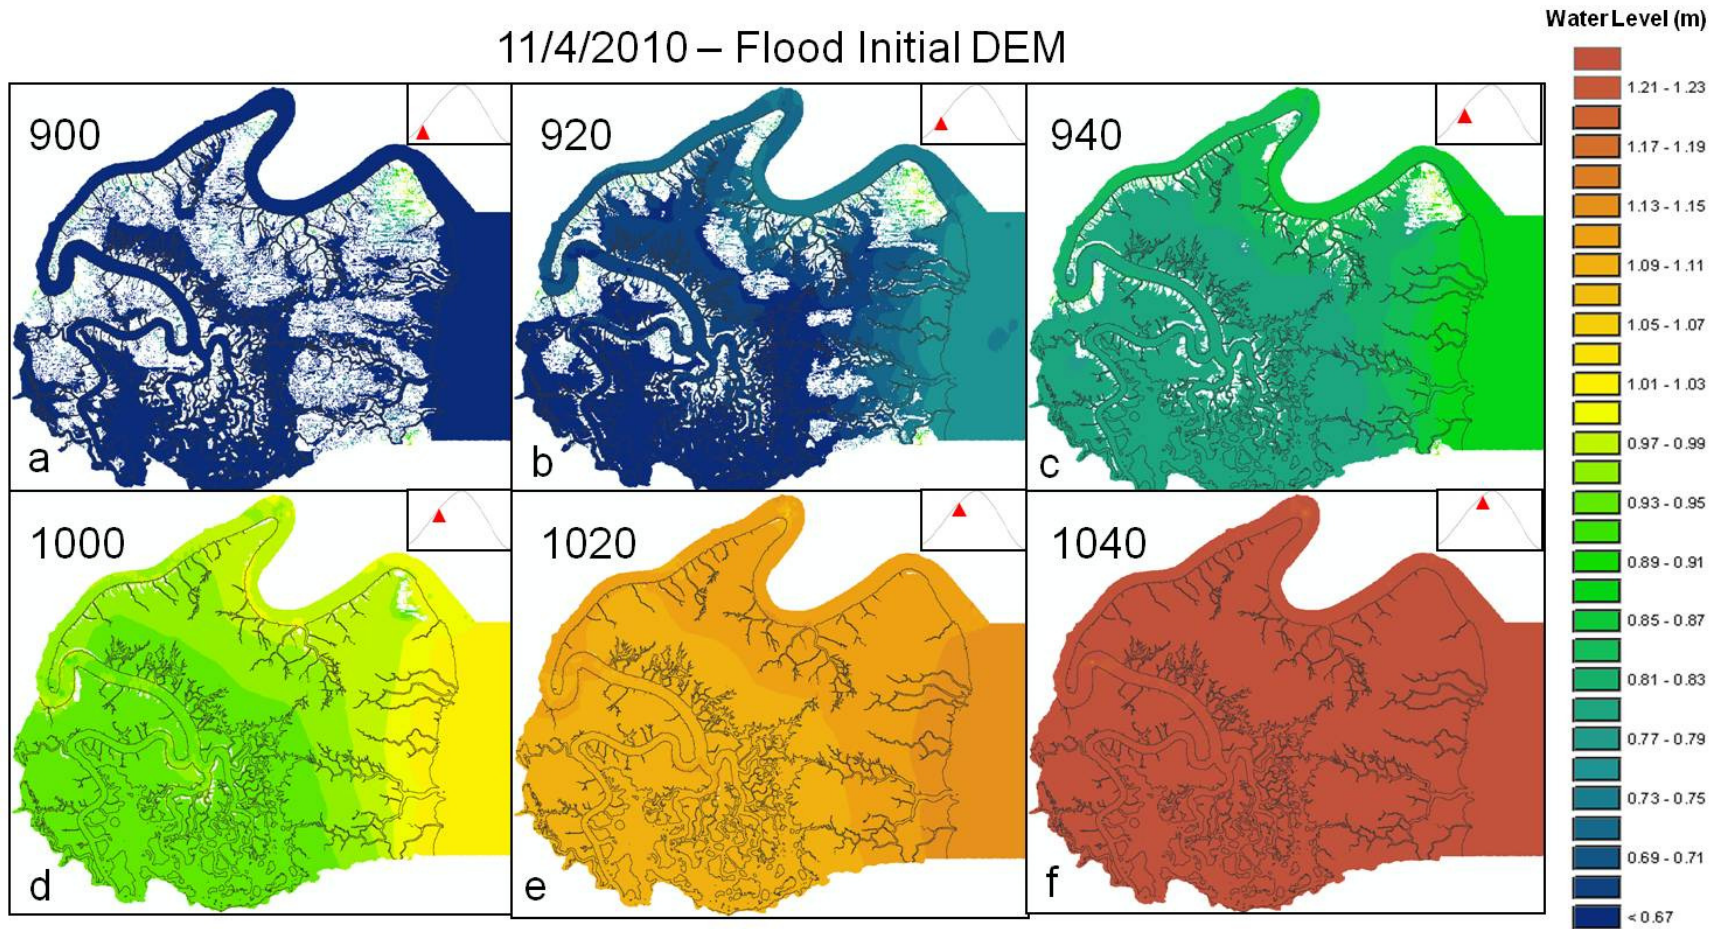 Water Level (m)
11/4/2010 – Flood Initial DEM
900
920
940
a
b
c
1000
1020
1040
d
e
f
1.21 - 1.23
1.17 - 1.19
1.13 - 1.15
1.09 - 1.11
1.05 - 1.07
1.01 - 1.03
0.97 - 0.99
0.93 - 0.95
0.89 - 0.91
0.85 - 0.87
0.81 - 0.83
0.77 - 0.79
0.73 - 0.75
0.69 - 0.71
< 0.67